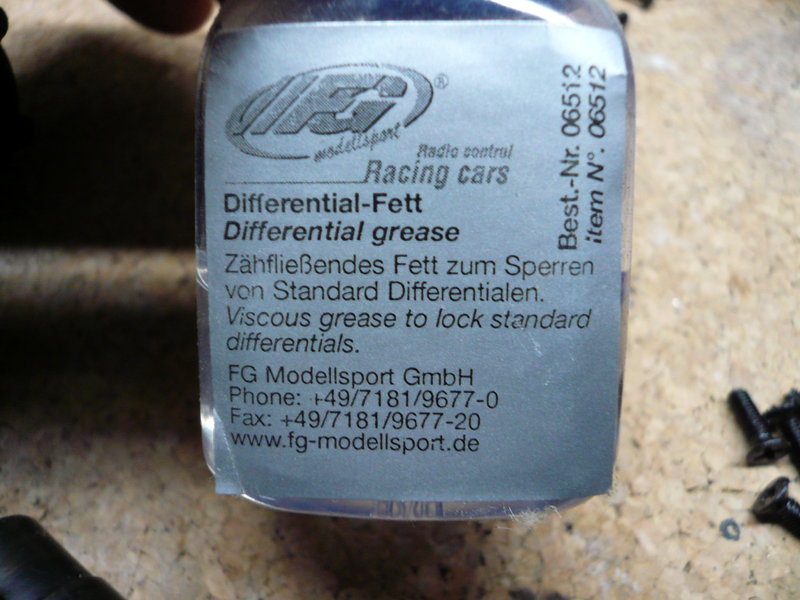 FG®
modellsport
Radio control
Racing cars
Differential-Fett
Differential grease
Zähfließendes Fett zum Sperren
von Standard Differentialen.
Viscous grease to lock standard
differentials.
FG Modellsport GmbH
Phone: +49/7181/9677-0
Fax: +49/7181/9677-20
www.fg-modellsport.de
Best.-Nr. 06512
item N°. 06512